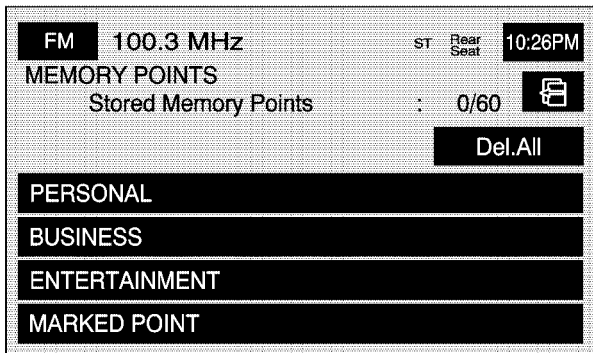 FM 100.3 MHz ST Rear Seat 10:26PM
MEMORY POINTS
Stored Memory Points : 0/60
Del.All
PERSONAL
BUSINESS
ENTERTAINMENT
MARKED POINT